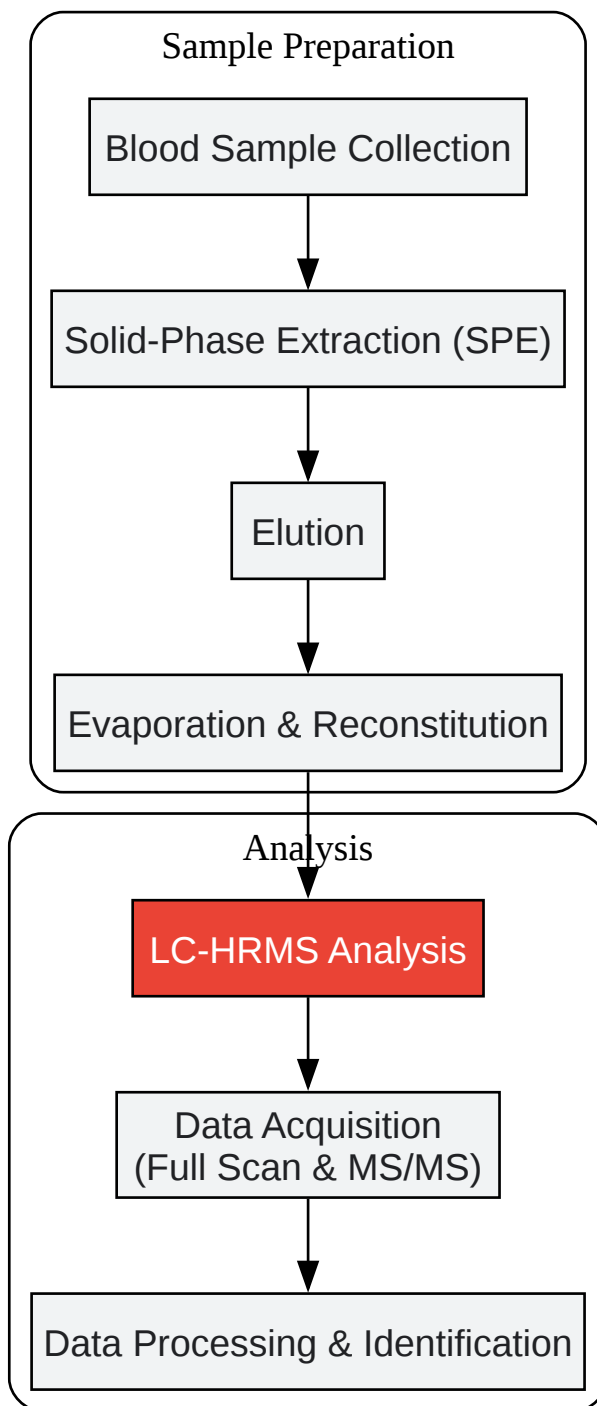 Sample Preparation
Blood Sample Collection
Solid-Phase Extraction (SPE)
Elution
Evaporation & Reconstitution
Analysis
LC-HRMS Analysis
Data Acquisition
(Full Scan & MS/MS)
Data Processing & Identification